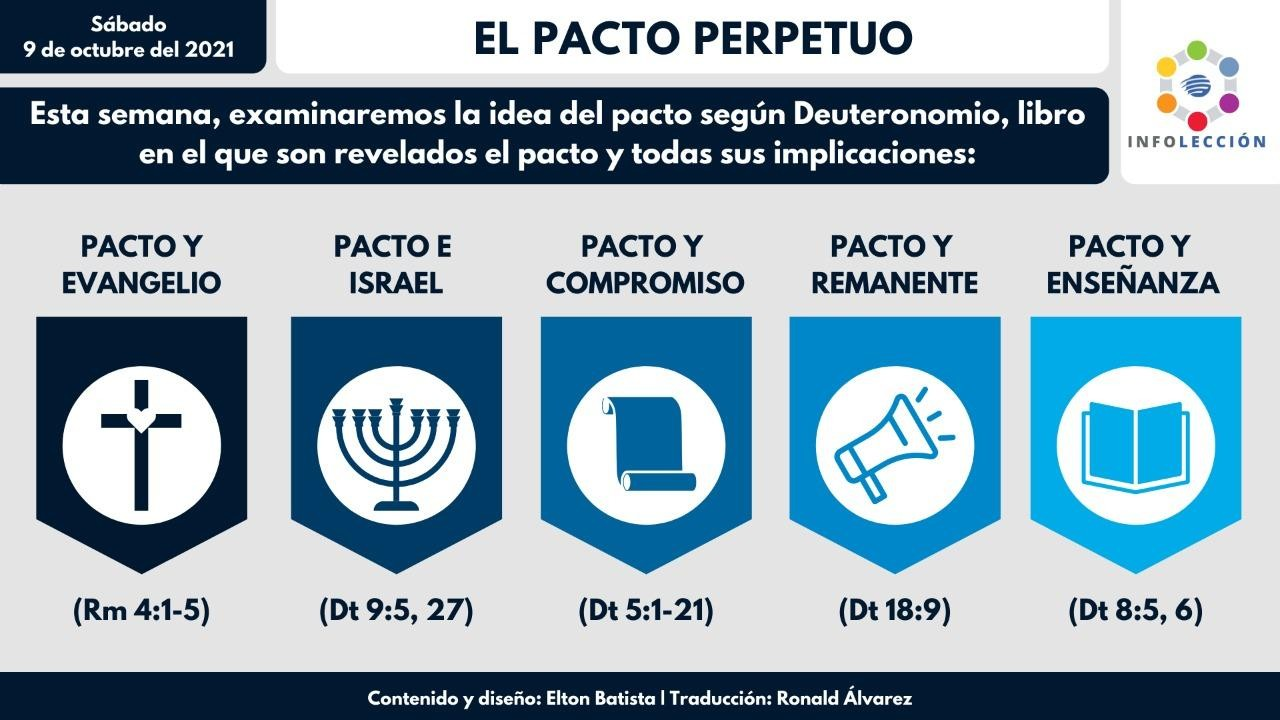 Sábado
9 de octubre del 2021
EL PACTO PERPETUO
INFOLECCIÓN
Esta semana, examinaremos la idea del pacto según Deuteronomio, libro
en el que son revelados el pacto y todas sus implicaciones:
PACTO Y
EVANGELIO
(Rm 4:1-5)
PACTO E
ISRAEL
(Dt 9:5, 27)
PACTO Y
COMPROMISO
(Dt 5:1-21)
PACTO Y
REMANENTE
(Dt 18:9)
PACTO Y
ENSEÑANZA
(Dt 8:5, 6)
Contenido y diseño: Elton Batista | Traducción: Ronald Álvarez